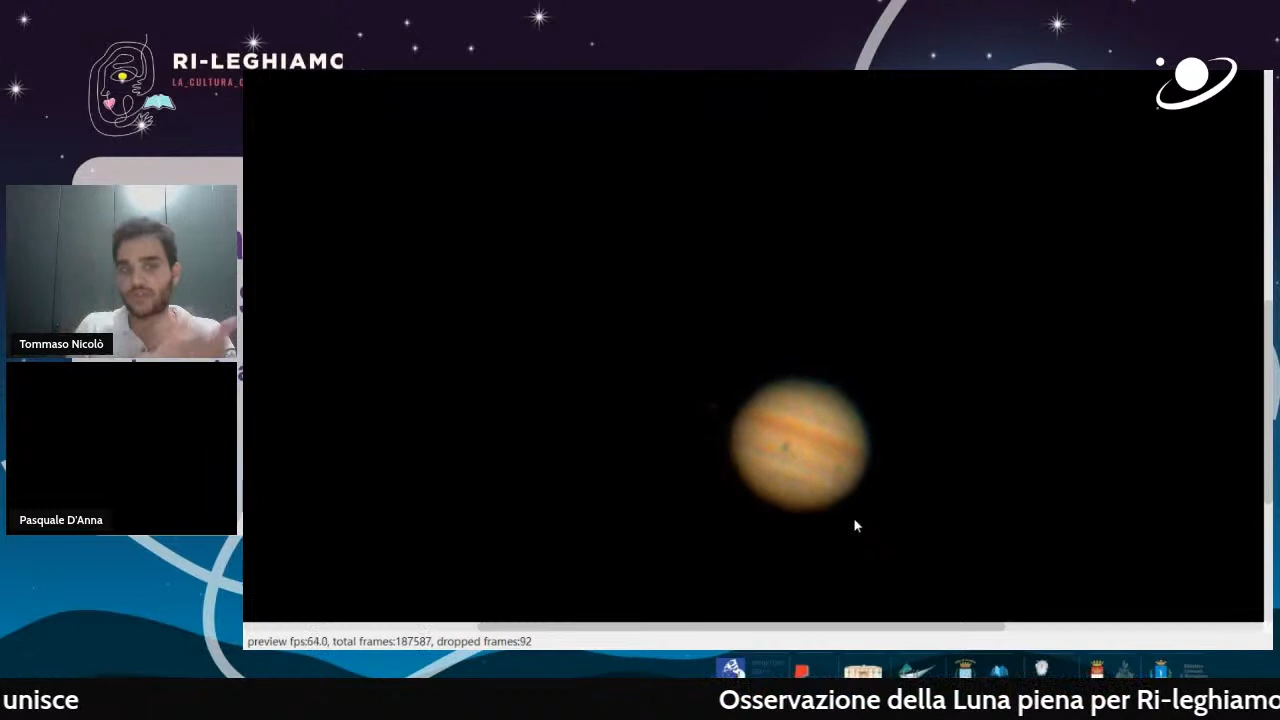 RI-LEGHIAMO
LA_CULTURA_
Tommaso Nicolò
Pasquale D'Anna
preview fps:64.0, total frames:187587, dropped frames:92
unisce Osservazione della Luna piena per Ri-leghiamo